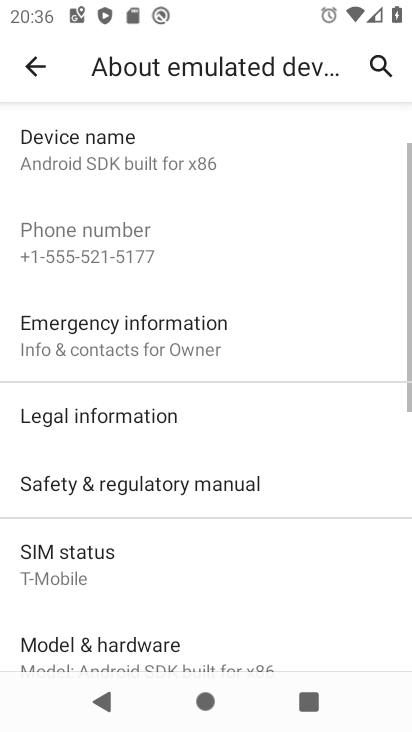 20:36
About emulated dev...
Device name
Android SDK built for x86
Phone number
+1-555-521-5177
Emergency information
Info & contacts for Owner
Legal information
Safety & regulatory manual
SIM status
T-Mobile
Model & hardware
Model: Android SDK built for x86